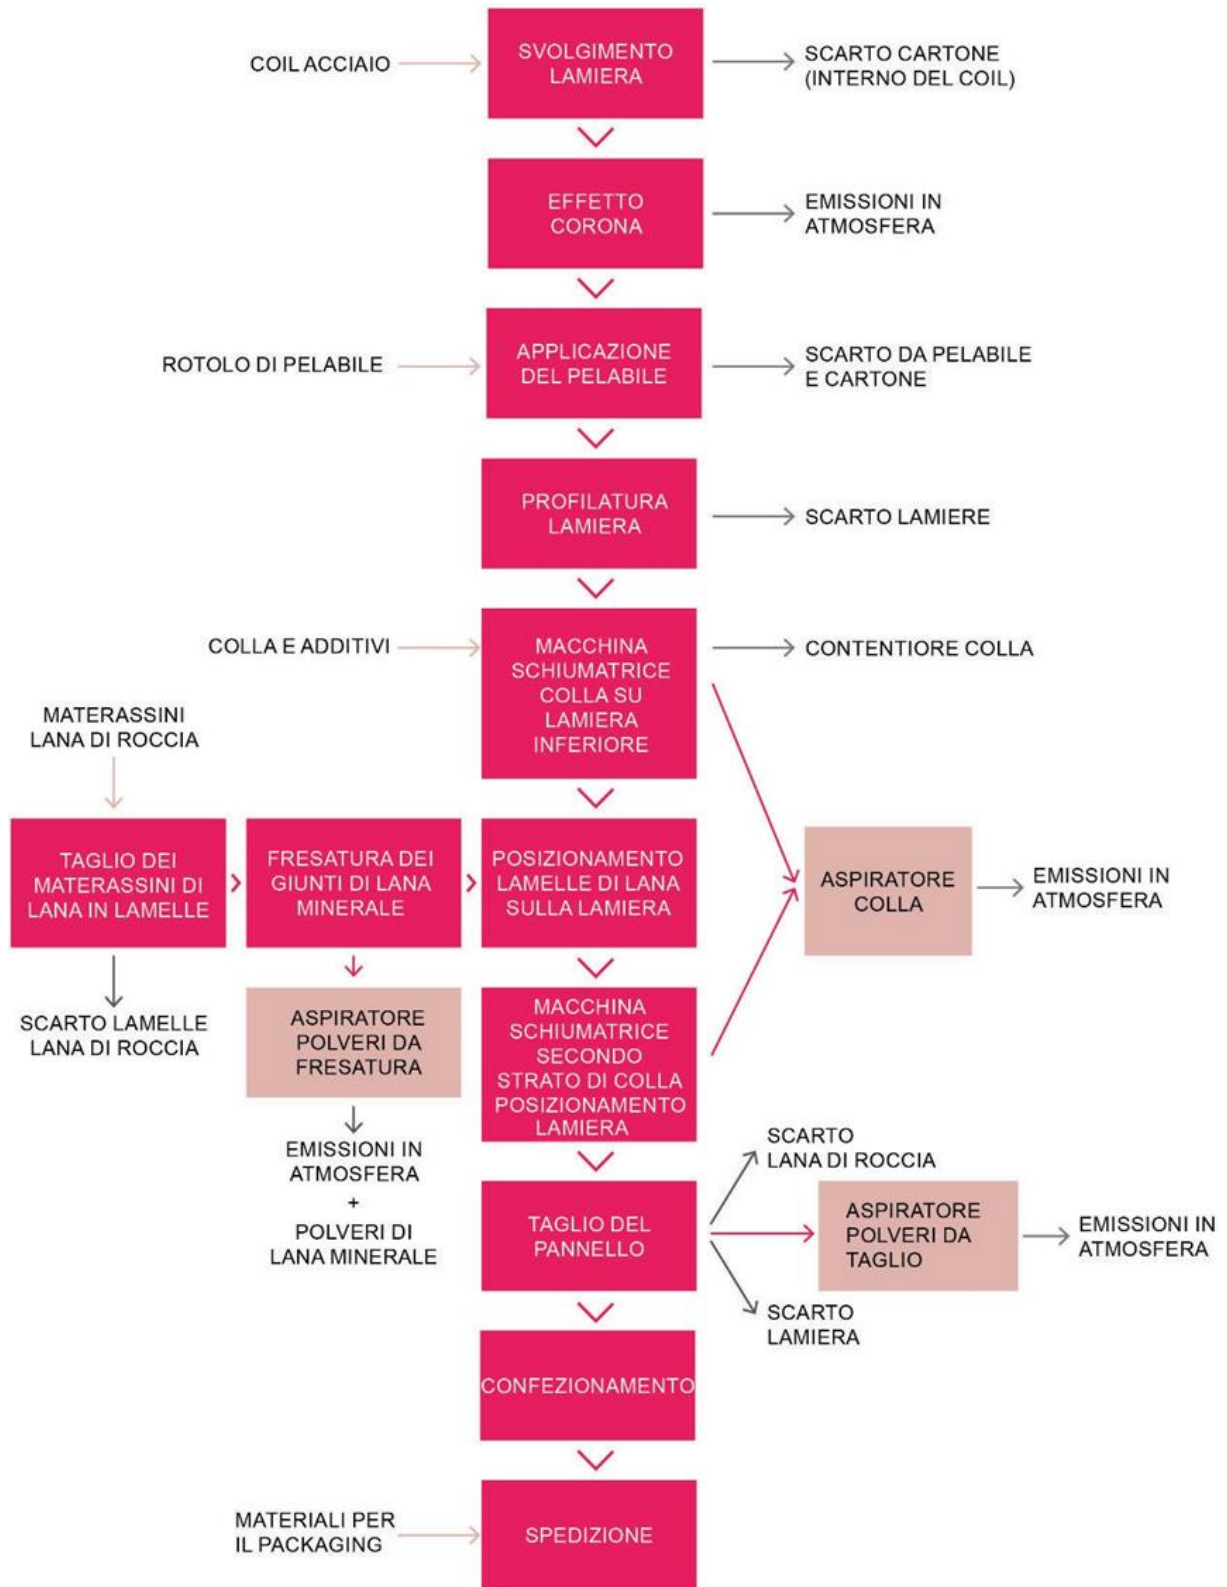 COIL ACCIAIO
SVOLGIMENTO
LAMIERA
SCARTO CARTONE
(INTERNO DEL COIL)
EFFETTO
CORONA
EMISSIONI IN
ATMOSFERA
ROTOLO DI PELABILE
APPLICAZIONE
DEL PELABILE
SCARTO DA PELABILE
E CARTONE
PROFILATURA
LAMIERA
SCARTO LAMIERE
COLLA E ADDITIVI
MACCHINA
SCHIUMATRICE
COLLA SU
LAMIERA
INFERIORE
CONTENTIORE COLLA
MATERASSINI
LANA DI ROCCIA
TAGLIO DEI
MATERASSINI DI
LANA IN LAMELLE
FRESATURA DEI
GIUNTI DI LANA
MINERALE
POSIZIONAMENTO
LAMELLE DI LANA
SULLA LAMIERA
ASPIRATORE
COLLA
EMISSIONI IN
ATMOSFERA
SCARTO LAMELLE
LANA DI ROCCIA
ASPIRATORE
POLVERI DA
FRESATURA
MACCHINA
SCHIUMATRICE
SECONDO
STRATO DI COLLA
POSIZIONAMENTO
LAMIERA
EMISSIONI IN
ATMOSFERA
+
POLVERI DI
LANA MINERALE
TAGLIO DEL
PANNELLO
SCARTO
LANA DI ROCCIA
ASPIRATORE
POLVERI DA
TAGLIO
EMISSIONI IN
ATMOSFERA
SCARTO
LAMIERA
CONFEZIONAMENTO
MATERIALI PER
IL PACKAGING
SPEDIZIONE